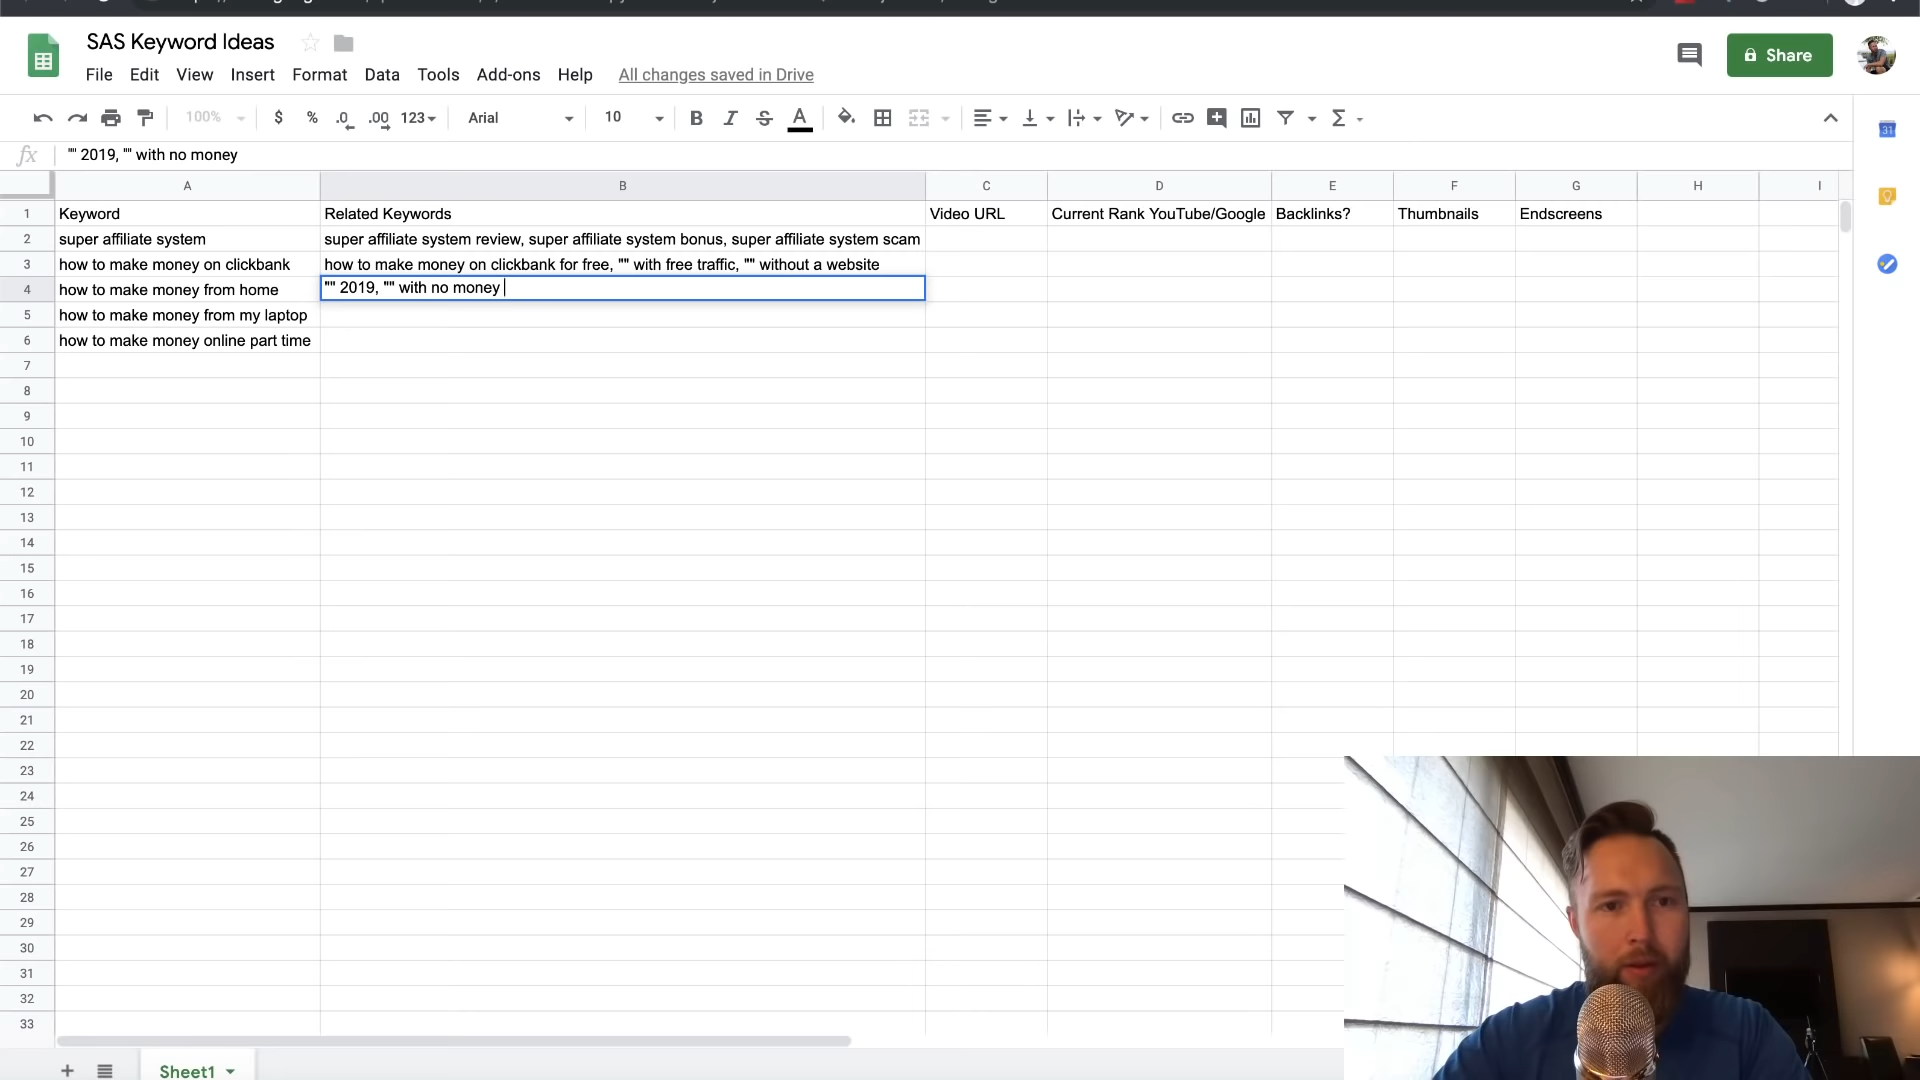 SAS Keyword Ideas
File Edit View Insert Format Data Tools Add-ons Help All changes saved in Drive
Share
100% $ % .0 .00 123 Arial 10 B I S A
fx "" 2019, "" with no money
A B C D E F G H I
1 Keyword Related Keywords Video URL Current Rank YouTube/Google Backlinks? Thumbnails Endscreens
2 super affiliate system super affiliate system review, super affiliate system bonus, super affiliate system scam
3 how to make money on clickbank how to make money on clickbank for free, "" with free traffic, "" without a website
4 how to make money from home "" 2019, "" with no money
5 how to make money from my laptop
6 how to make money online part time
7
8
9
10
11
12
13
14
15
16
17
18
19
20
21
22
23
24
25
26
27
28
29
30
31
32
33
Sheet1
31